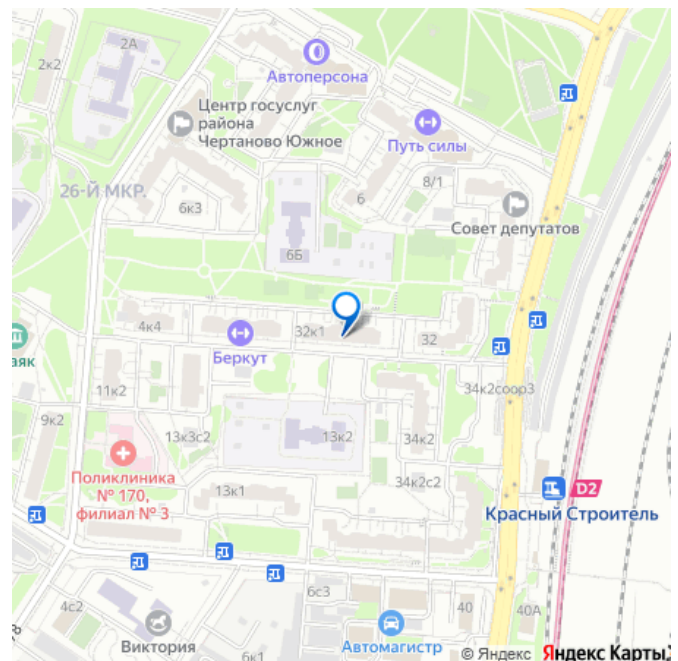 2А
2к2
Автоперсона
Центр госуслуг
района
Чертаново Южное
Путь силы
8/1
26-Й МКР.
6к3
6
Совет депутатов
6Б
4к4
32к1
32
Беркут
аяк
11к2
34к2соор3
9к2
13к3с2
13к2
34к2
Поликлиника
№ 170,
филиал № 3
13к1
34к2с2
D2
Красный Строитель
6с3
4с2
40
40А
Виктория
Автомагистр
6к1
© Яндекс Яндекс Карты